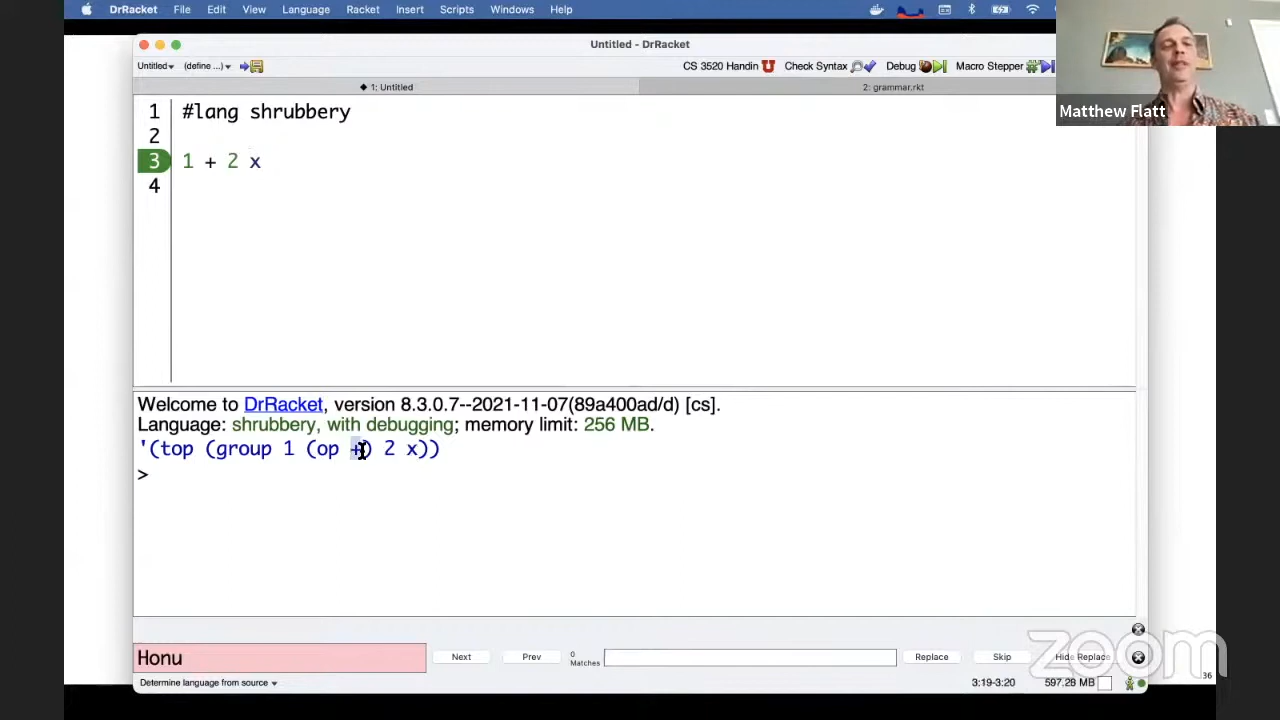 DrRacket File Edit View Language Racket Insert Scripts Windows Help
Untitled - DrRacket
Untitled (define ...) CS 3520 Handin Check Syntax Debug Macro Stepper
1: Untitled 2: grammar.rkt
Matthew Flatt
1 #lang shrubbery
2
3 1 + 2 x
4
Welcome to DrRacket, version 8.3.0.7--2021-11-07(89a400ad/d) [cs].
Language: shrubbery, with debugging; memory limit: 256 MB.
'(top (group 1 (op +) 2 x))
>
Honu Next Prev 0 Matches Replace Skip Hide Replace
zoom
36
Determine language from source 3:19-3:20 597.28 MB